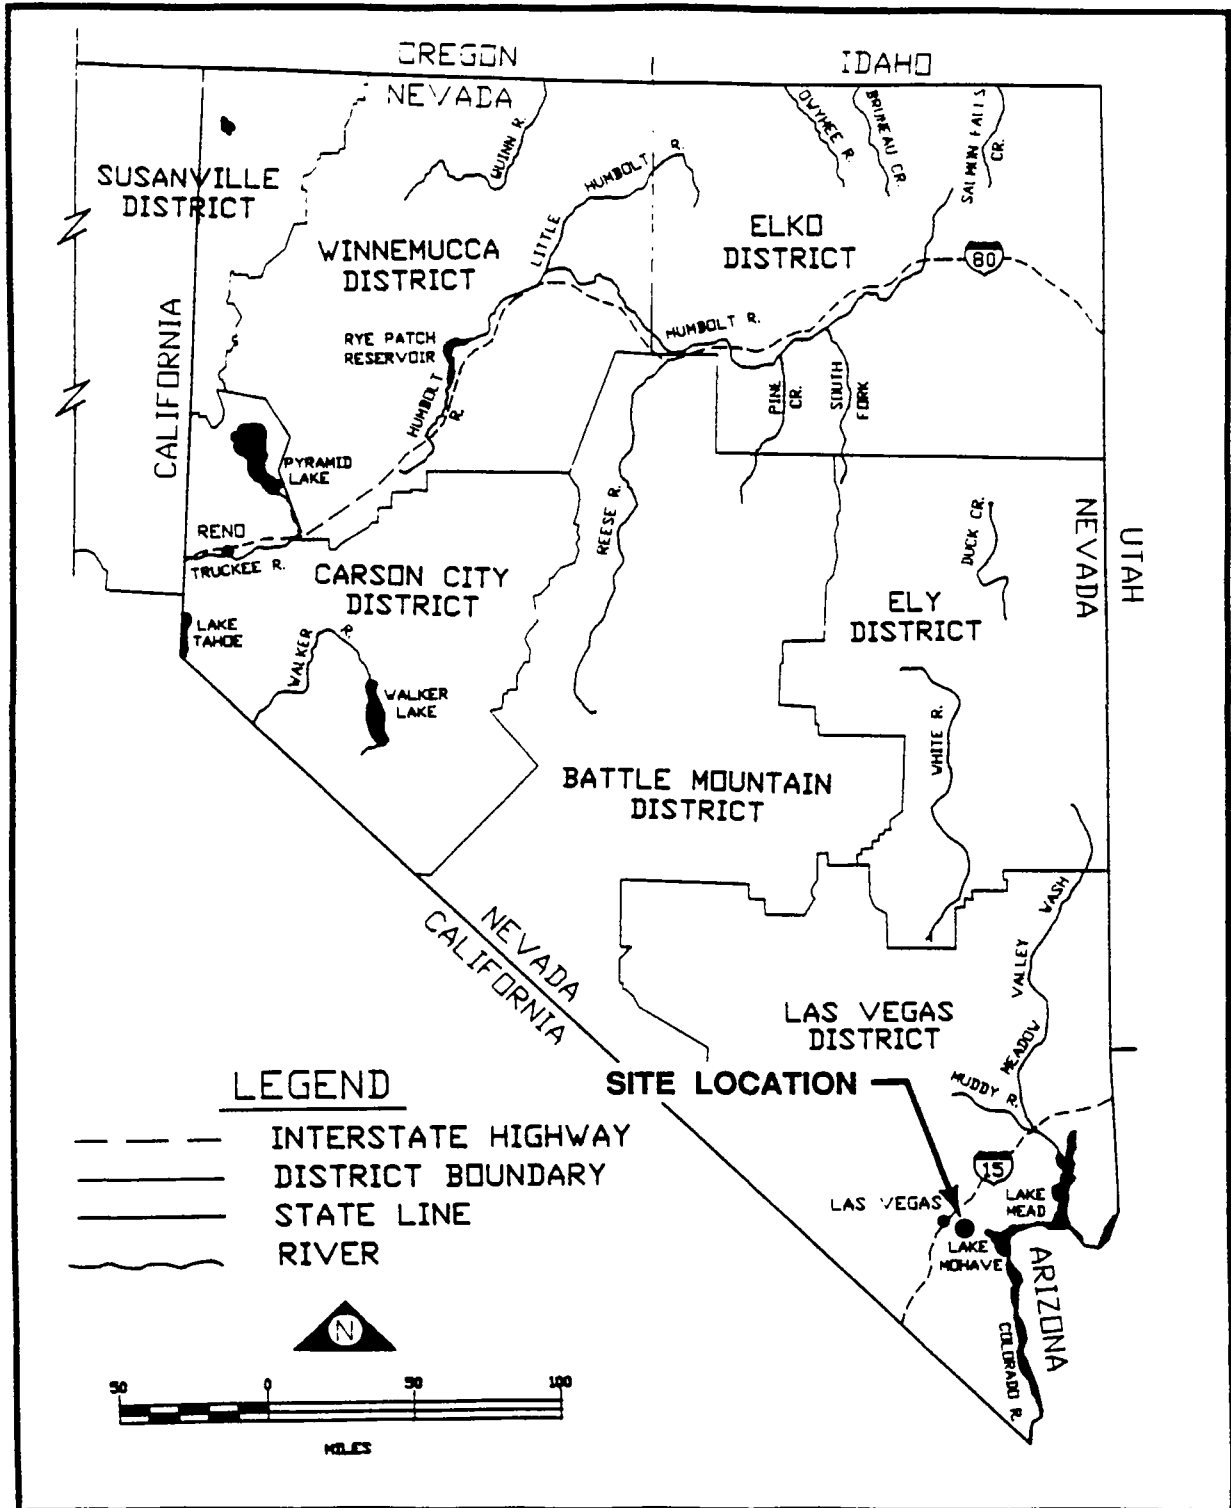 OREGON
IDAHO
NEVADA
SUSANVILLE
DISTRICT
QUINN R.
OWYHEE R.
BRUNEAU CR.
SALMON FALLS
CR.
LITTLE
HUMBOLT
R.
WINNEMUCCA
DISTRICT
ELKO
DISTRICT
80
CALIFORNIA
RYE PATCH
RESERVOIR
HUMBOLT R.
HUMBOLT
R.
PINE
CR.
SOUTH
FORK
PYRAMID
LAKE
REESE R.
DUCK CR.
NEVADA
UTAH
RENO
TRUCKEE R.
CARSON CITY
DISTRICT
ELY
DISTRICT
LAKE
TAHOE
WALKER
R.
WALKER
LAKE
WHITE R.
BATTLE MOUNTAIN
DISTRICT
NEVADA
CALIFORNIA
MEADOW
VALLEY
WASH
LAS VEGAS
DISTRICT
SITE LOCATION
MUDDY R.
15
LAS VEGAS
LAKE
MEAD
LAKE
MOHAVE
ARIZONA
COLORADO R.
LEGEND
INTERSTATE HIGHWAY
DISTRICT BOUNDARY
STATE LINE
RIVER
N
50 0 50 100
MILES